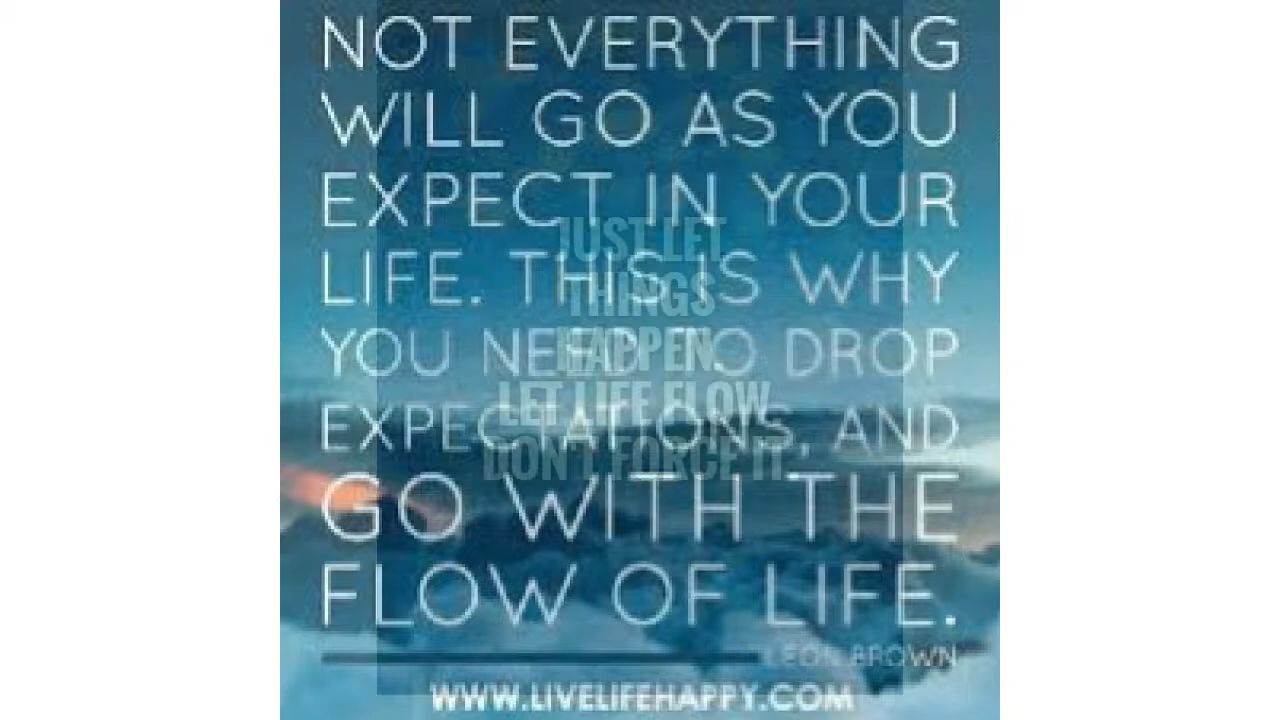 NOT EVERYTHING
WILL GO AS YOU
EXPECT IN YOUR
LIFE. THIS IS WHY
YOU NEED TO DROP
EXPECTATIONS, AND
GO WITH THE
FLOW OF LIFE.
LEON BROWN
WWW.LIVELIFEHAPPY.COM
JUST LET
THINGS
HAPPEN.
LET LIFE FLOW
DON'T FORCE IT